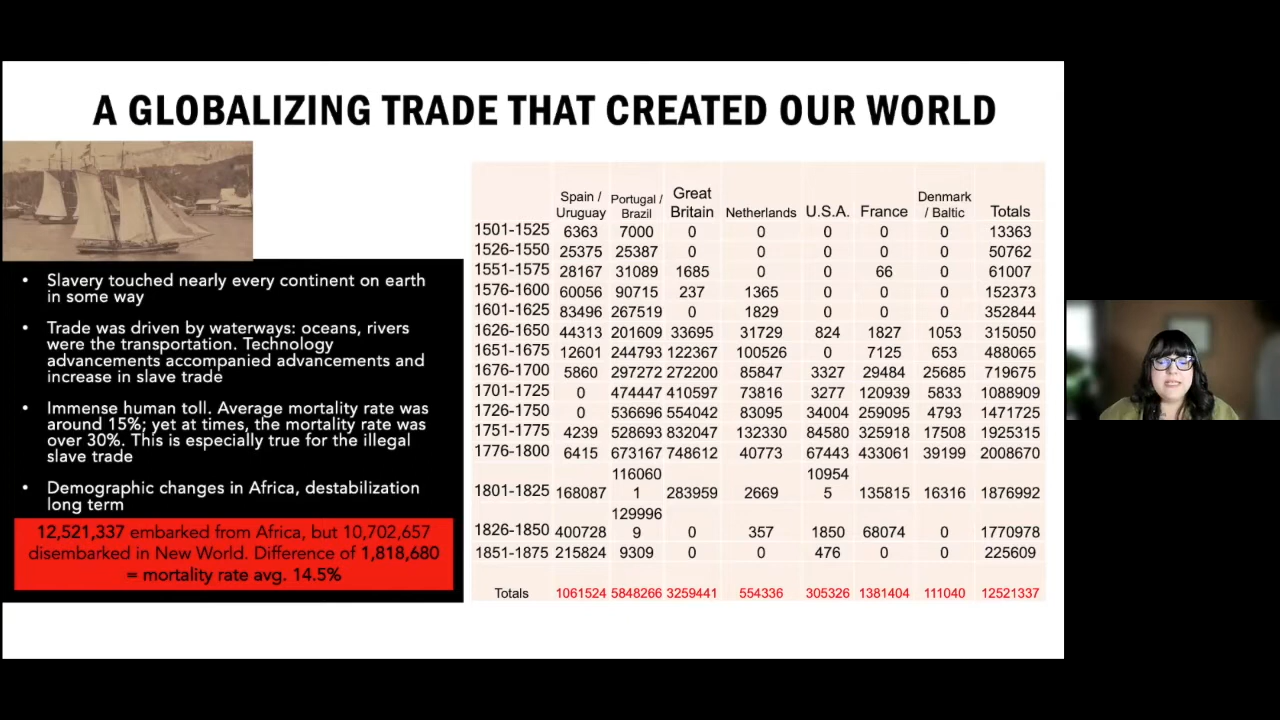 A GLOBALIZING TRADE THAT CREATED OUR WORLD
• Slavery touched nearly every continent on earth
in some way
• Trade was driven by waterways: oceans, rivers
were the transportation. Technology
advancements accompanied advancements and
increase in slave trade
• Immense human toll. Average mortality rate was
around 15%; yet at times, the mortality rate was
over 30%. This is especially true for the illegal
slave trade
• Demographic changes in Africa, destabilization
long term
12,521,337 embarked from Africa, but 10,702,657
disembarked in New World. Difference of 1,818,680
= mortality rate avg. 14.5%
Spain / Portugal / Great Denmark
Uruguay Brazil Britain Netherlands U.S.A. France / Baltic Totals
1501-1525 6363 7000 0 0 0 0 0 13363
1526-1550 25375 25387 0 0 0 0 0 50762
1551-1575 28167 31089 1685 0 0 66 0 61007
1576-1600 60056 90715 237 1365 0 0 0 152373
1601-1625 83496 267519 0 1829 0 0 0 352844
1626-1650 44313 201609 33695 31729 824 1827 1053 315050
1651-1675 12601 244793 122367 100526 0 7125 653 488065
1676-1700 5860 297272 272200 85847 3327 29484 25685 719675
1701-1725 0 474447 410597 73816 3277 120939 5833 1088909
1726-1750 0 536696 554042 83095 34004 259095 4793 1471725
1751-1775 4239 528693 832047 132330 84580 325918 17508 1925315
1776-1800 6415 673167 748612 40773 67443 433061 39199 2008670
116060 10954
1801-1825 168087 1 283959 2669 5 135815 16316 1876992
129996
1826-1850 400728 9 0 357 1850 68074 0 1770978
1851-1875 215824 9309 0 0 476 0 0 225609
Totals 1061524 5848266 3259441 554336 305326 1381404 111040 12521337